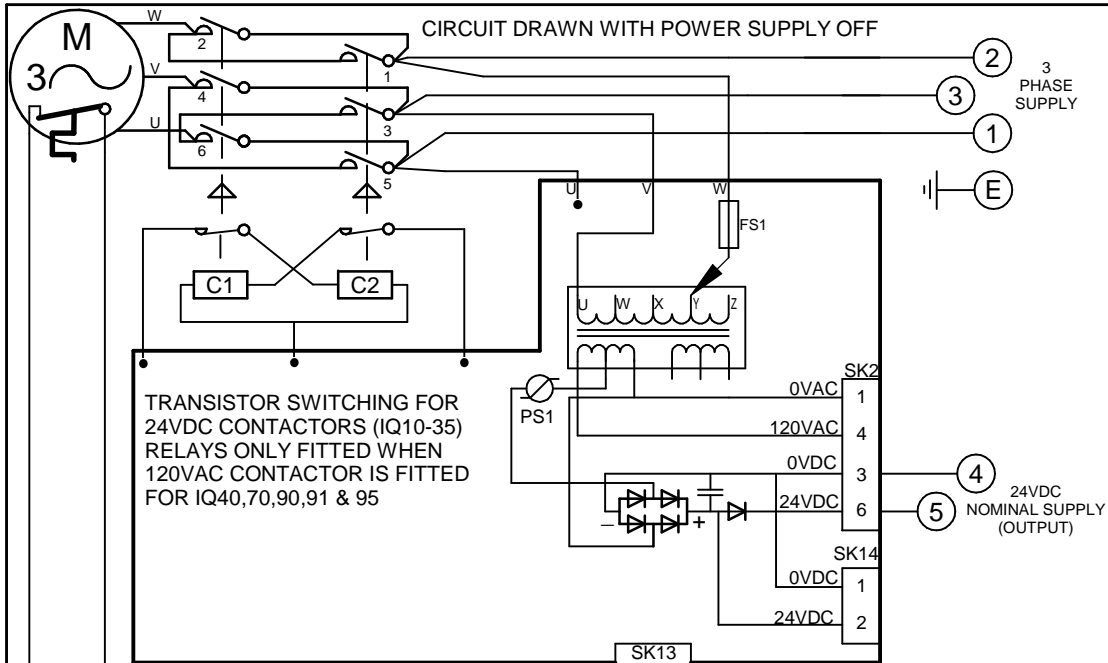 CIRCUIT DRAWN WITH POWER SUPPLY OFF
W
M
3
V
U
2
1
4
3
6
5
2
3
PHASE
SUPPLY
3
1
E
U
V
W
FS1
C1
C2
U
W
X
Y
Z
TRANSISTOR SWITCHING FOR
24VDC CONTACTORS (IQ10-35)
RELAYS ONLY FITTED WHEN
120VAC CONTACTOR IS FITTED
FOR IQ40,70,90,91 & 95
PS1
SK2
0VAC
1
120VAC
4
0VDC
3
24VDC
6
4
24VDC
NOMINAL SUPPLY
(OUTPUT)
5
–
+
SK14
0VDC
1
24VDC
2
SK13